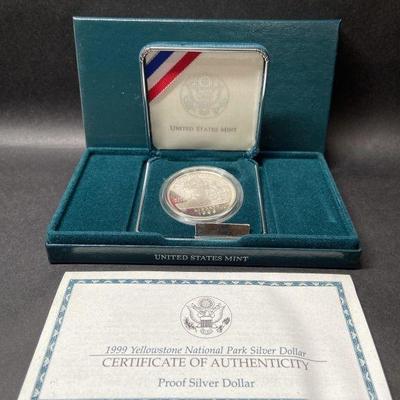 UNITED STATES MINT
UNITED STATES MINT
1999 Yellowstone National Park Silver Dollar
CERTIFICATE OF AUTHENTICITY
Proof Silver Dollar